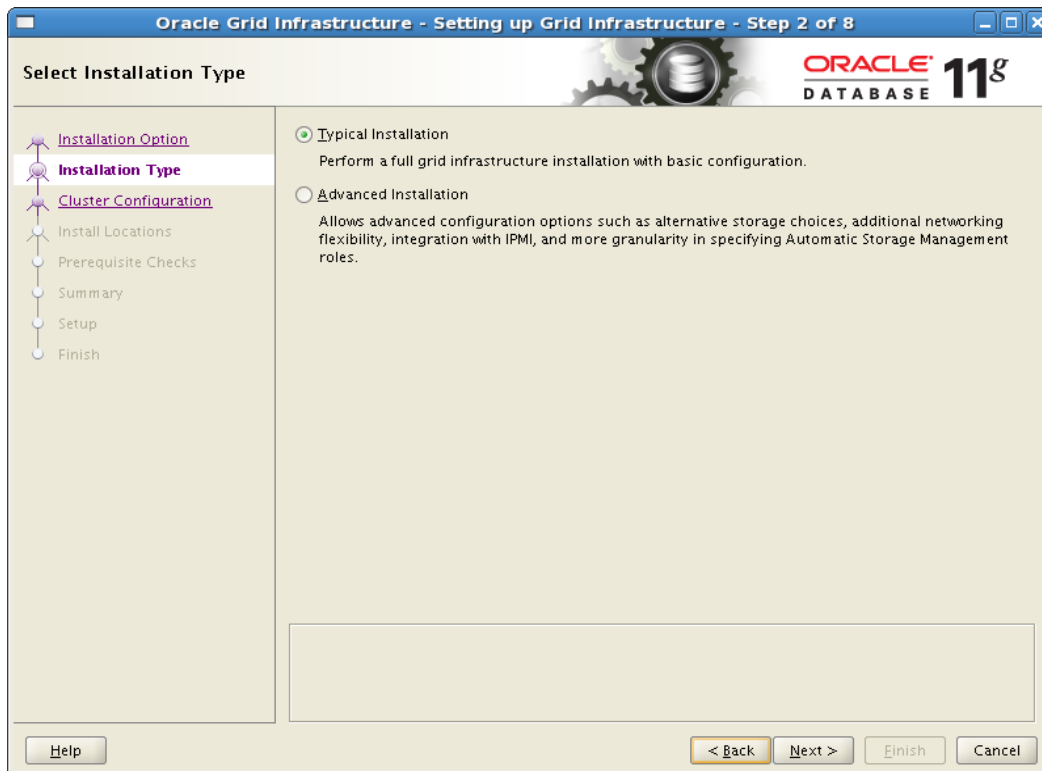 Oracle Grid Infrastructure - Setting up Grid Infrastructure - Step 2 of 8
Select Installation Type
ORACLE
DATABASE
11g
Installation Option
Installation Type
Cluster Configuration
Install Locations
Prerequisite Checks
Summary
Setup
Finish
Typical Installation
Perform a full grid infrastructure installation with basic configuration.
Advanced Installation
Allows advanced configuration options such as alternative storage choices, additional networking
flexibility, integration with IPMI, and more granularity in specifying Automatic Storage Management
roles.
Help
< Back
Next >
Finish
Cancel